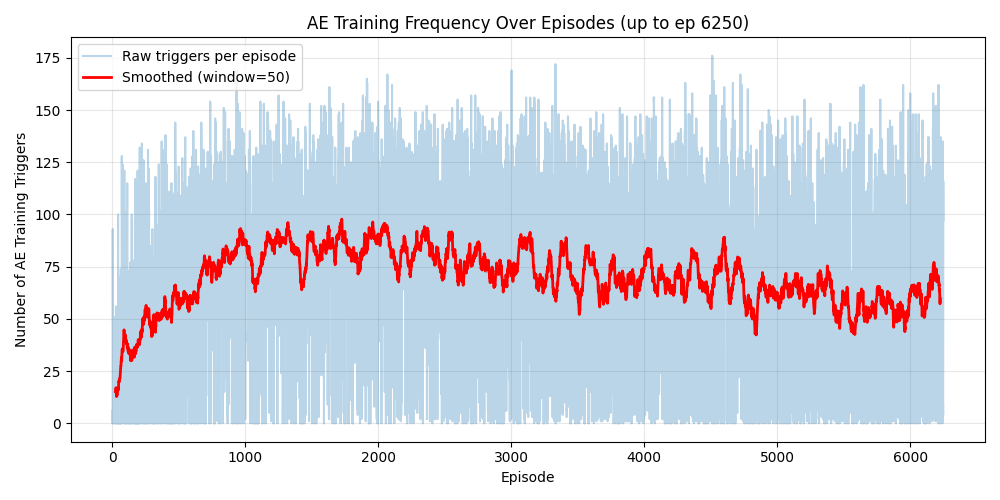 AE Training Frequency Over Episodes (up to ep 6250)
Raw triggers per episode
Smoothed (window=50)
Number of AE Training Triggers
175
150
125
100
75
50
25
0
0 1000 2000 3000 4000 5000 6000
Episode